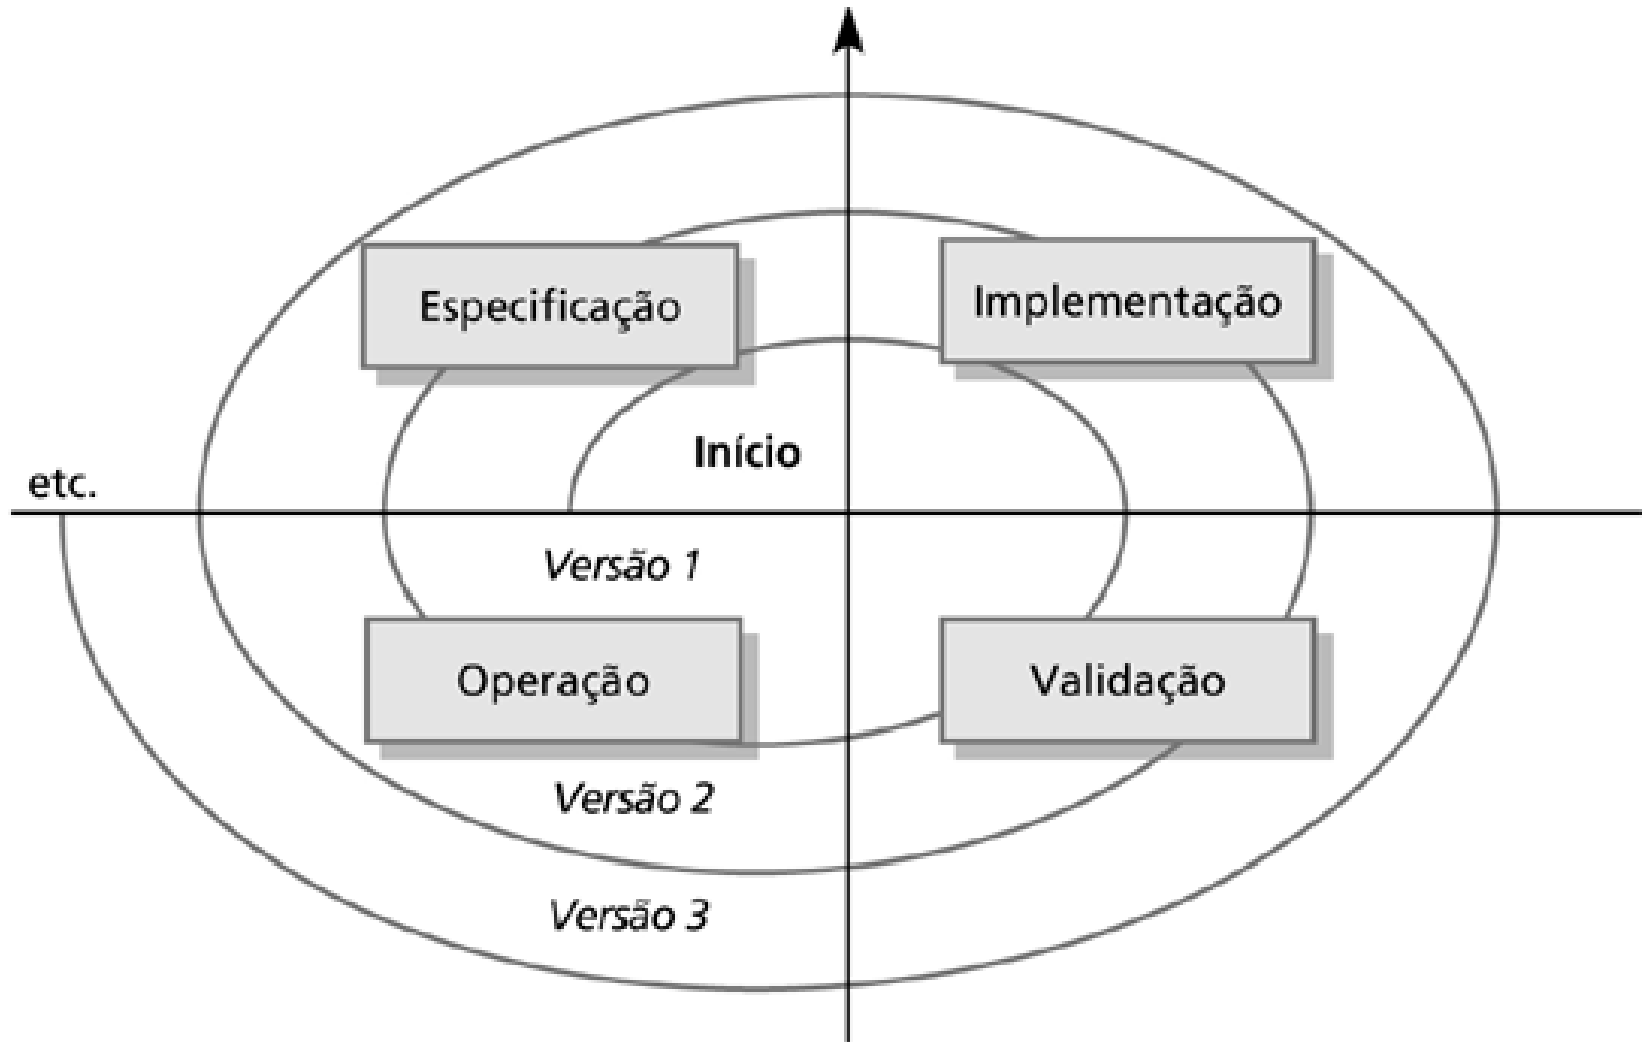 Especificação
Implementação
Início
etc.
Versão 1
Operação
Validação
Versão 2
Versão 3